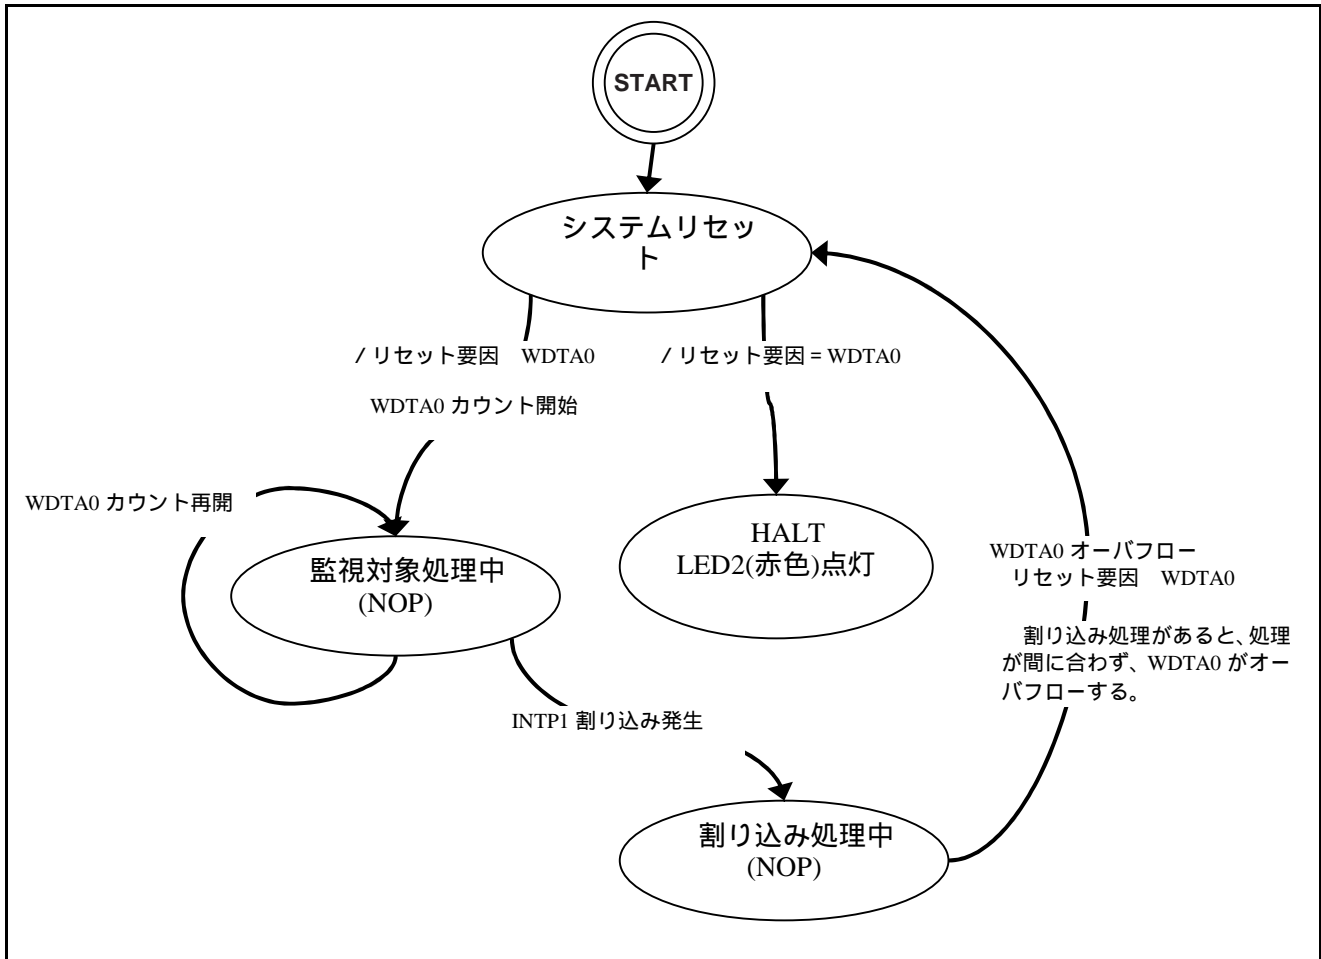 START
システムリセッ
ト
/ リセット要因　WDTA0
WDTA0 カウント開始
/ リセット要因 = WDTA0
WDTA0 カウント再開
監視対象処理中
(NOP)
HALT
LED2(赤色)点灯
WDTA0 オーバフロー
リセット要因　WDTA0
割り込み処理があると、処理
が間に合わず、WDTA0 がオー
バフローする。
INTP1 割り込み発生
割り込み処理中
(NOP)